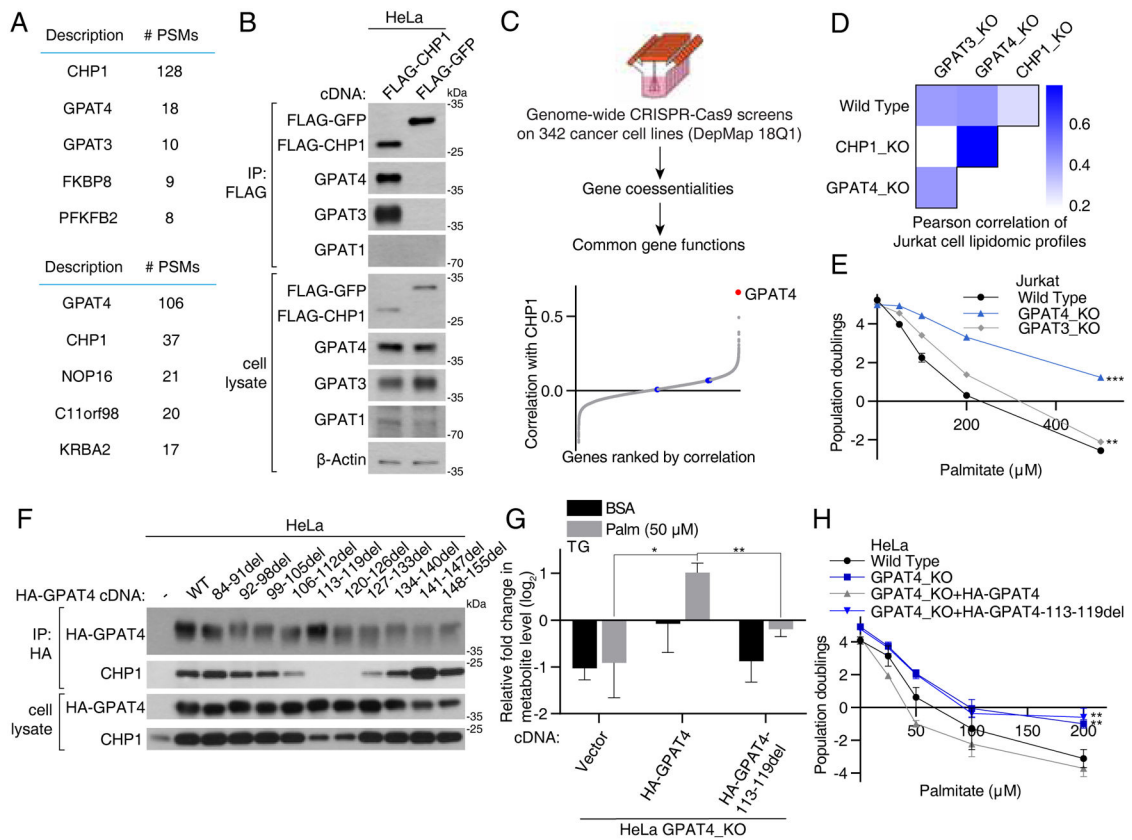 A
Description # PSMs
CHP1 128
GPAT4 18
GPAT3 10
FKBP8 9
PFKFB2 8
Description # PSMs
GPAT4 106
CHP1 37
NOP16 21
C11orf98 20
KRBA2 17
B
HeLa
cDNA:
FLAG-CHP1
FLAG-GFP
kDa
IP:
FLAG
FLAG-GFP
-35
FLAG-CHP1
-25
GPAT4
-35
GPAT3
-35
GPAT1
-70
cell
lysate
-35
FLAG-GFP
FLAG-CHP1
-25
GPAT4
-35
GPAT3
-35
GPAT1
-70
β-Actin
-35
C
Genome-wide CRISPR-Cas9 screens
on 342 cancer cell lines (DepMap 18Q1)
Gene coessentialities
Common gene functions
Correlation with CHP1
0.5
0.0
GPAT4
Genes ranked by correlation
D
GPAT3_KO
GPAT4_KO
CHP1_KO
Wild Type
CHP1_KO
GPAT4_KO
0.6
0.4
0.2
Pearson correlation of
Jurkat cell lipidomic profiles
E
Jurkat
Wild Type
GPAT4_KO
GPAT3_KO
Population doublings
4
2
0
-2
200
400
***
**
Palmitate (µM)
F
HeLa
HA-GPAT4 cDNA:
-
WT
84-91del
92-98del
99-105del
106-112del
113-119del
120-126del
127-133del
134-140del
141-147del
148-155del
kDa
IP:
HA
HA-GPAT4
-35
CHP1
-25
cell
lysate
HA-GPAT4
-35
CHP1
-25
G
BSA
Palm (50 µM)
TG
* **
Relative fold change in
metabolite level (log2)
1
0
-1
-2
cDNA:
Vector
HA-GPAT4
HA-GPAT4-
113-119del
HeLa GPAT4_KO
H
HeLa
Wild Type
GPAT4_KO
GPAT4_KO+HA-GPAT4
GPAT4_KO+HA-GPAT4-113-119del
Population doublings
4
2
0
-2
-4
50
100
150
200
**
**
Palmitate (µM)